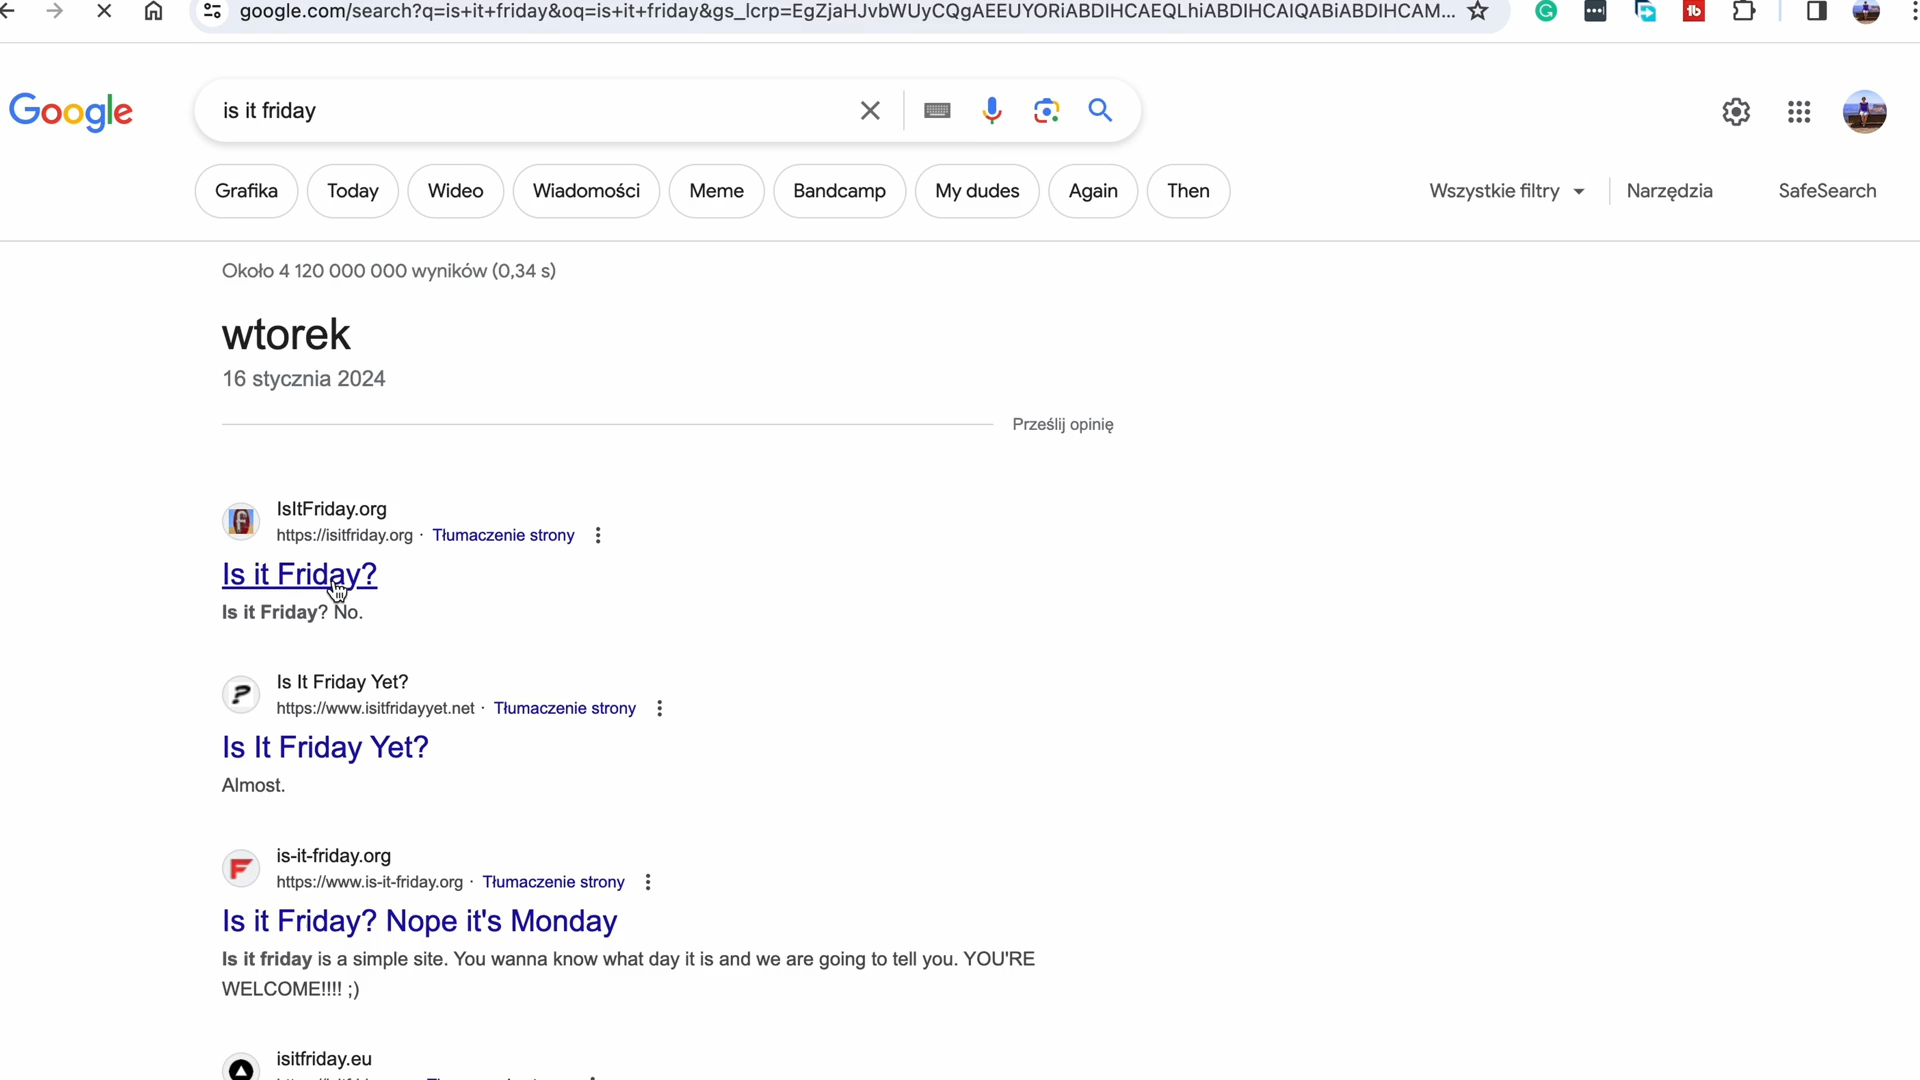 google.com/search?q=is+it+friday&oq=is+it+friday&gs_lcrp=EgZjaHJvbWUyCQgAEEUYORiABDIHCAEQLhiABDIHCAIQABiABDIHCAM...
Google
is it friday
Grafika Today Wideo Wiadomości Meme Bandcamp My dudes Again Then Wszystkie filtry Narzędzia SafeSearch
Około 4 120 000 000 wyników (0,34 s)
wtorek
16 stycznia 2024
Prześlij opinię
IsItFriday.org
https://isitfriday.org · Tłumaczenie strony
Is it Friday?
Is it Friday? No.
Is It Friday Yet?
https://www.isitfridayyet.net · Tłumaczenie strony
Is It Friday Yet?
Almost.
is-it-friday.org
https://www.is-it-friday.org · Tłumaczenie strony
Is it Friday? Nope it's Monday
Is it friday is a simple site. You wanna know what day it is and we are going to tell you. YOU'RE
WELCOME!!!! ;)
isitfriday.eu